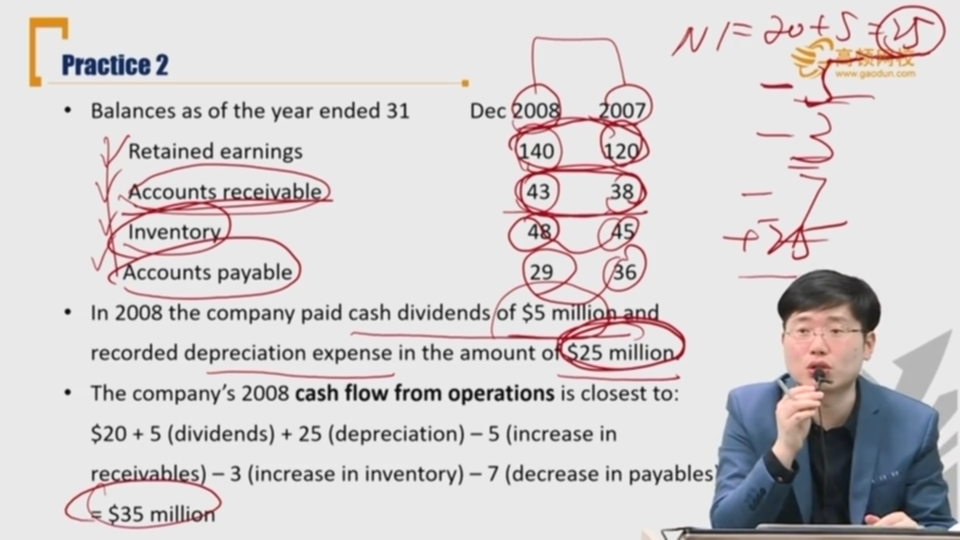 Practice 2
NI = 20+5 = 25
高顿网校
www.gaodun.com
• Balances as of the year ended 31 Dec 2008 2007
Retained earnings 140 120
Accounts receivable 43 38
Inventory 48 45
Accounts payable 29 36
- 5
- 3
- 7
+ 25
• In 2008 the company paid cash dividends of $5 million and
recorded depreciation expense in the amount of $25 million.
• The company's 2008 cash flow from operations is closest to:
$20 + 5 (dividends) + 25 (depreciation) – 5 (increase in
receivables) – 3 (increase in inventory) – 7 (decrease in payables)
= $35 million